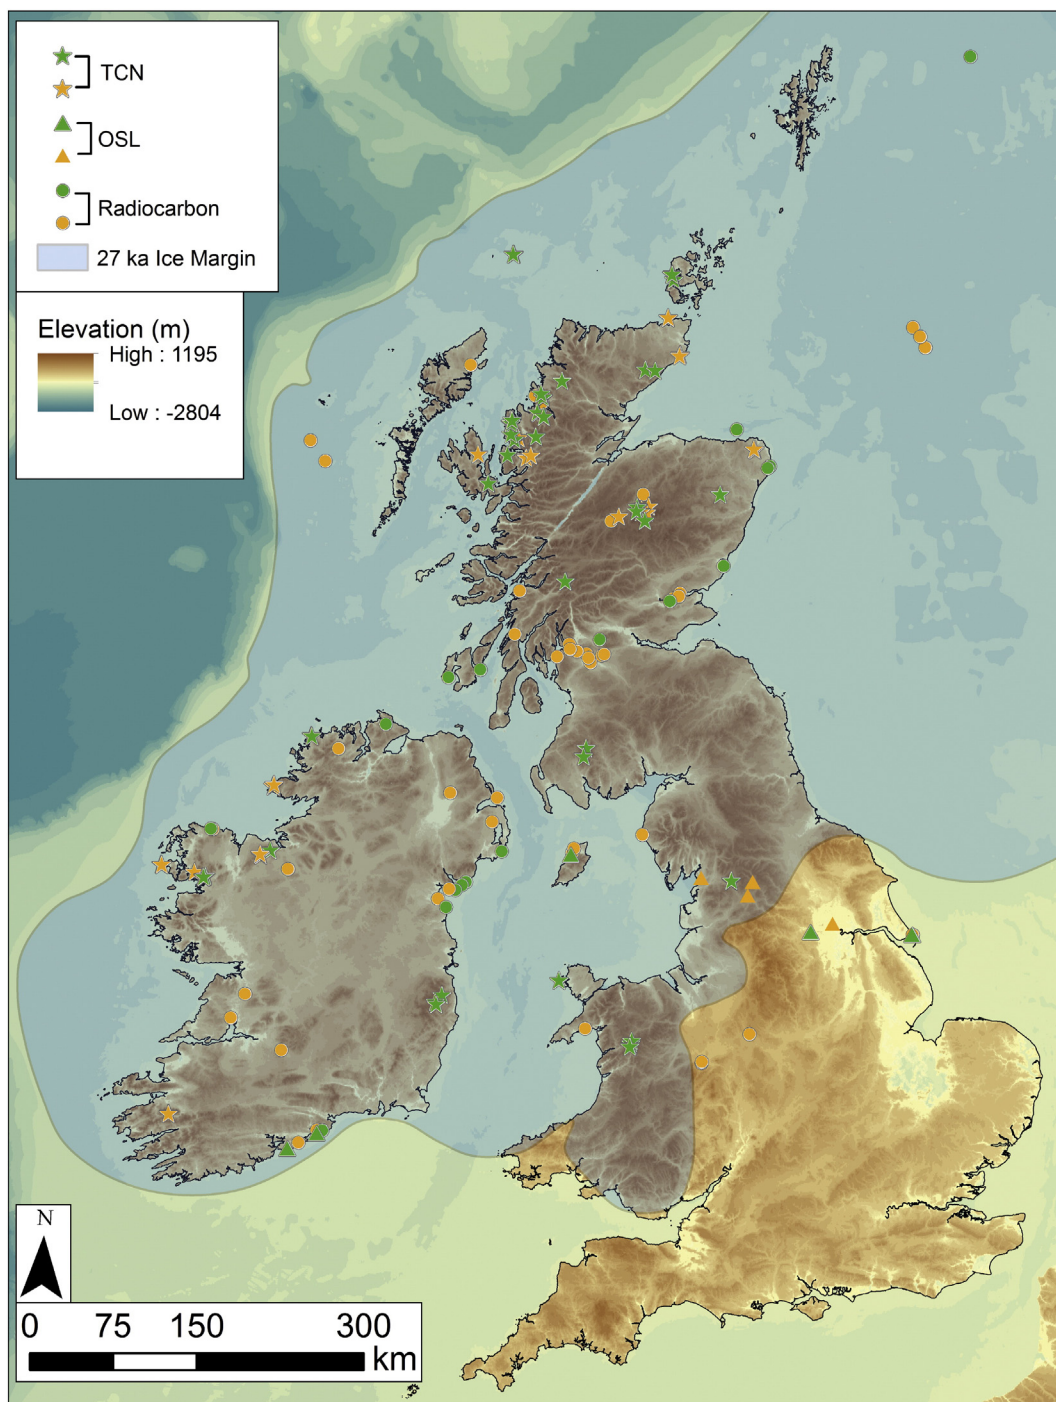 TCN
OSL
Radiocarbon
27 ka Ice Margin
Elevation (m)
High : 1195
Low : -2804
N
0 75 150 300
km